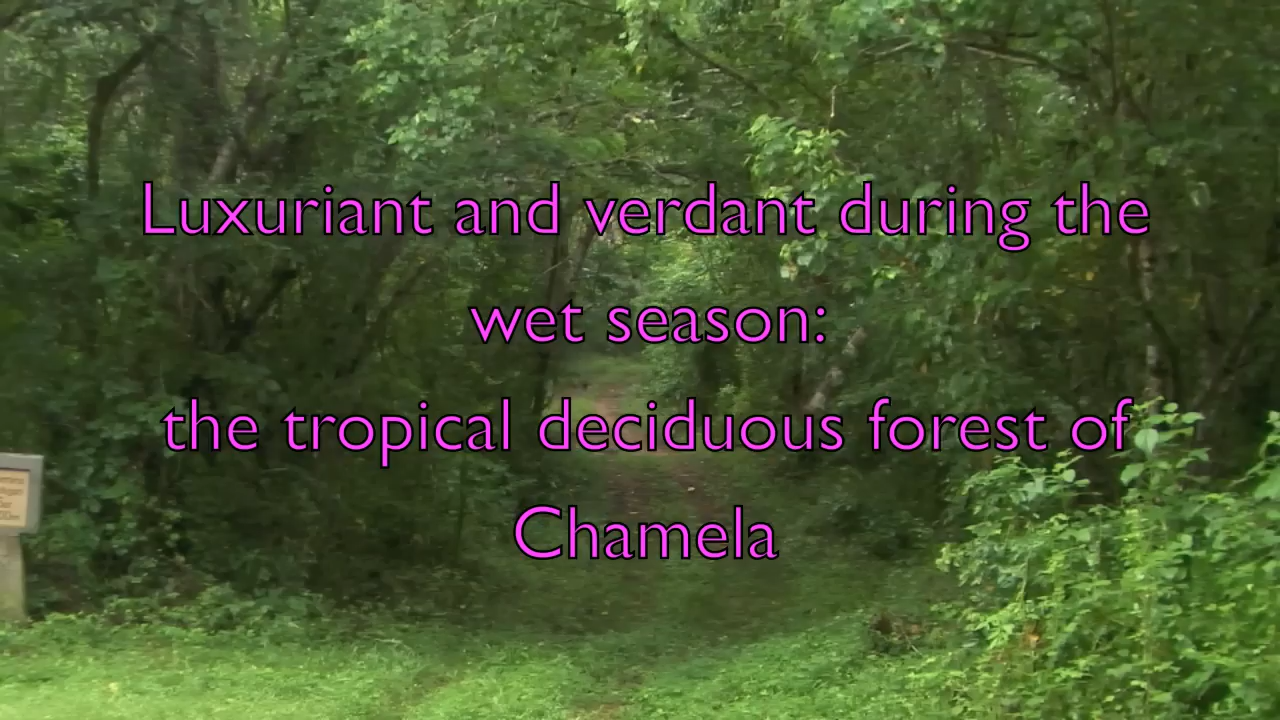 Luxuriant and verdant during the
wet season:
the tropical deciduous forest of
Chamela